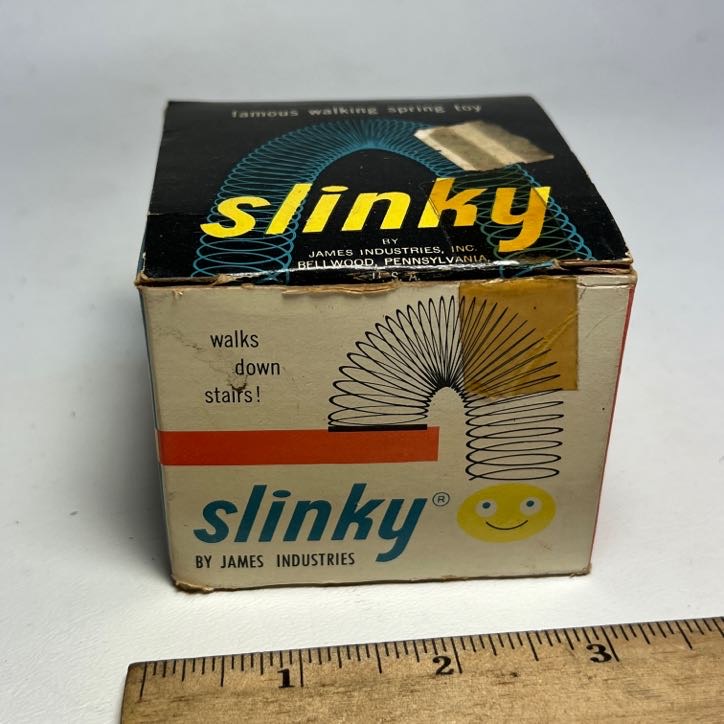 famous walking spring toy
slinky
BY
JAMES INDUSTRIES, INC.
BELLWOOD, PENNSYLVANIA,
U.S.A.
walks
down
stairs!
slinky®
BY JAMES INDUSTRIES
1 2 3